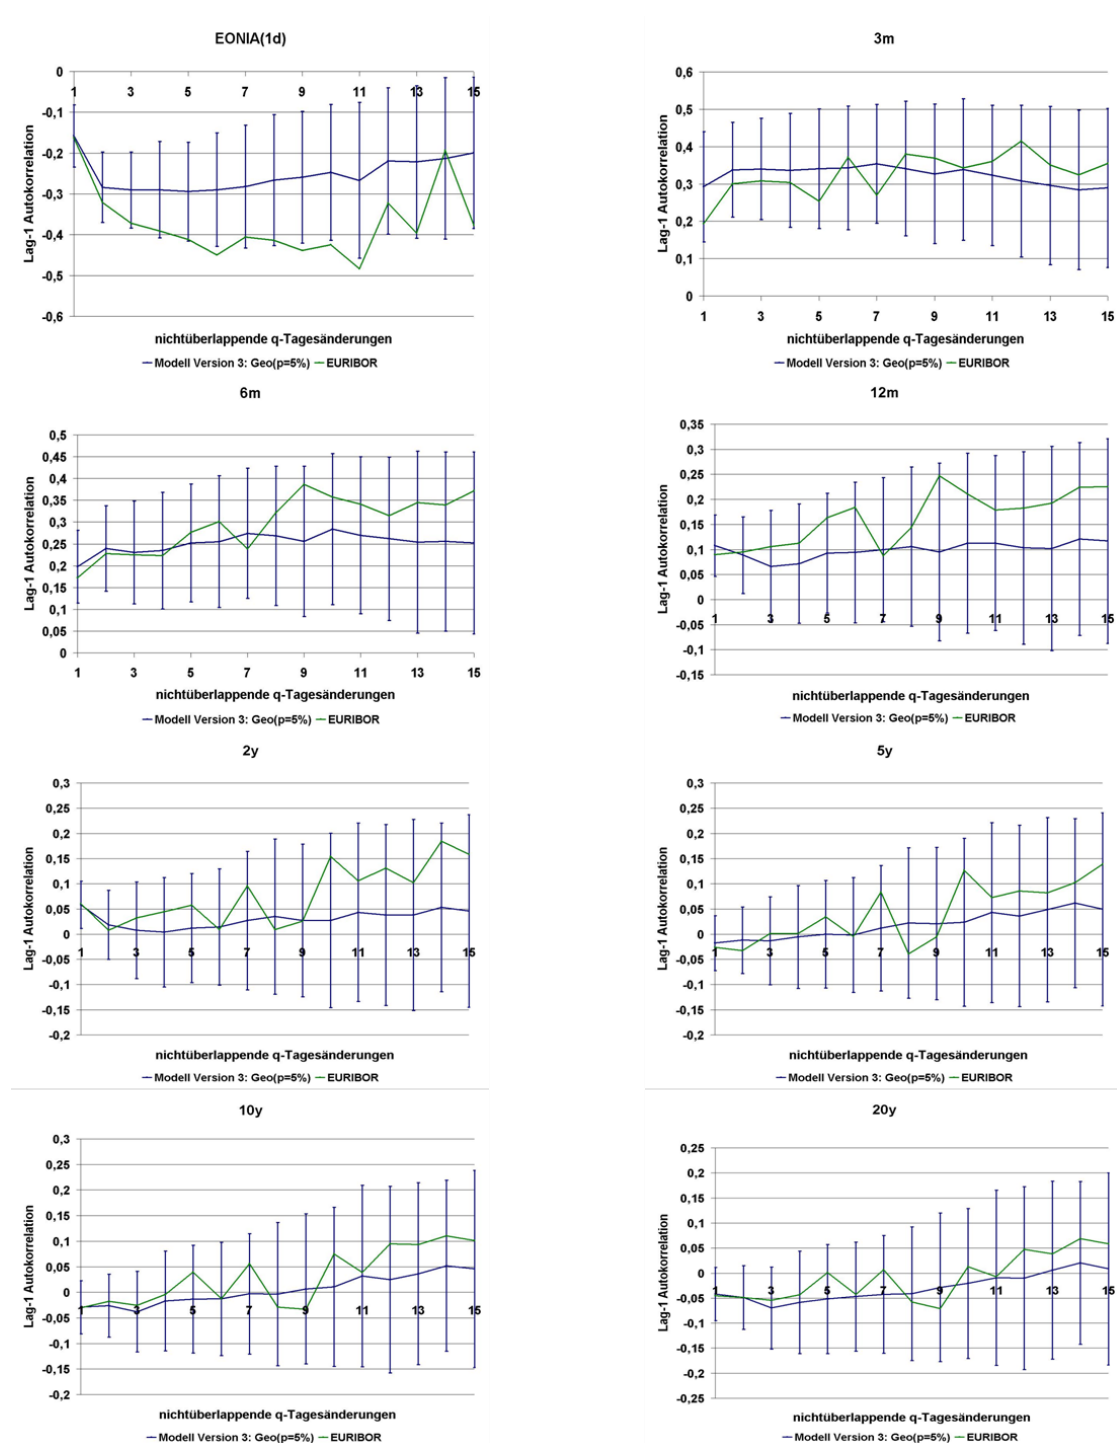 EONIA(1d)
0
-0,1
-0,2
-0,3
-0,4
-0,5
-0,6
1 3 5 7 9 11 13 15
Lag-1 Autokorrelation
nichtüberlappende q-Tagesänderungen
Modell Version 3: Geo(p=5%) EURIBOR
3m
0,6
0,5
0,4
0,3
0,2
0,1
0
1 3 5 7 9 11 13 15
Lag-1 Autokorrelation
nichtüberlappende q-Tagesänderungen
Modell Version 3: Geo(p=5%) EURIBOR
6m
0,5
0,45
0,4
0,35
0,3
0,25
0,2
0,15
0,1
0,05
0
1 3 5 7 9 11 13 15
Lag-1 Autokorrelation
nichtüberlappende q-Tagesänderungen
Modell Version 3: Geo(p=5%) EURIBOR
12m
0,35
0,3
0,25
0,2
0,15
0,1
0,05
0
-0,05
-0,1
-0,15
1 3 5 7 9 11 13 15
Lag-1 Autokorrelation
nichtüberlappende q-Tagesänderungen
Modell Version 3: Geo(p=5%) EURIBOR
2y
0,3
0,25
0,2
0,15
0,1
0,05
0
-0,05
-0,1
-0,15
-0,2
1 3 5 7 9 11 13 15
Lag-1 Autokorrelation
nichtüberlappende q-Tagesänderungen
Modell Version 3: Geo(p=5%) EURIBOR
5y
0,3
0,25
0,2
0,15
0,1
0,05
0
-0,05
-0,1
-0,15
-0,2
1 3 5 7 9 11 13 15
Lag-1 Autokorrelation
nichtüberlappende q-Tagesänderungen
Modell Version 3: Geo(p=5%) EURIBOR
10y
0,3
0,25
0,2
0,15
0,1
0,05
0
-0,05
-0,1
-0,15
-0,2
1 3 5 7 9 11 13 15
Lag-1 Autokorrelation
nichtüberlappende q-Tagesänderungen
Modell Version 3: Geo(p=5%) EURIBOR
20y
0,25
0,2
0,15
0,1
0,05
0
-0,05
-0,1
-0,15
-0,2
-0,25
1 3 5 7 9 11 13 15
Lag-1 Autokorrelation
nichtüberlappende q-Tagesänderungen
Modell Version 3: Geo(p=5%) EURIBOR